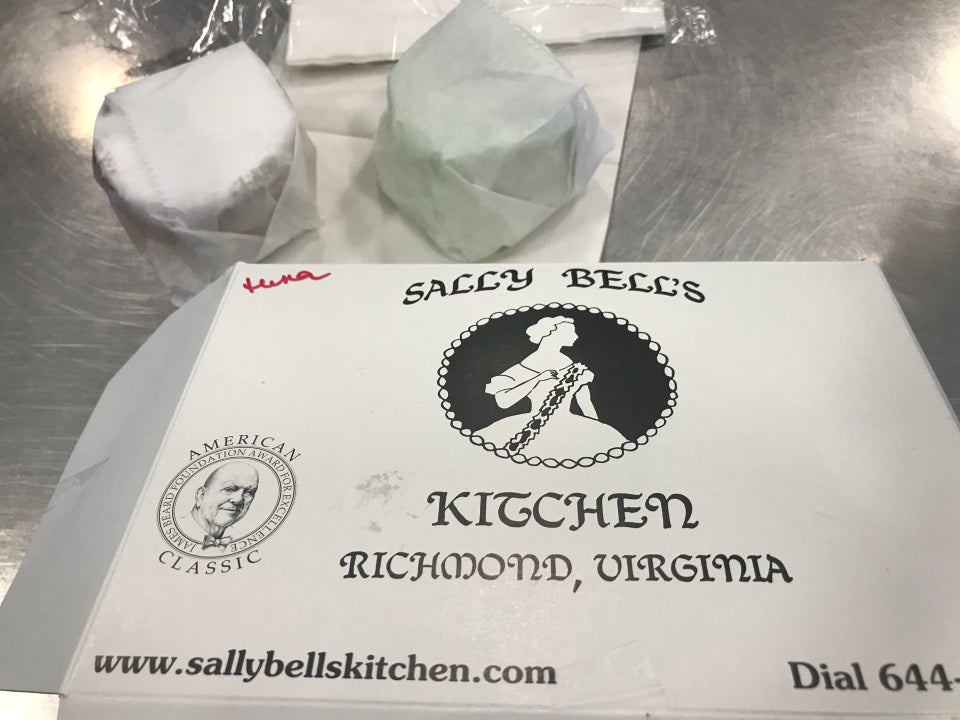 tuna
SALLY BELL'S
AMERICAN
JAMES BEARD FOUNDATION AWARD FOR EXCELLENCE
CLASSIC
KITCHEN
RICHMOND, VIRGINIA
www.sallybellskitchen.com
Dial 644-